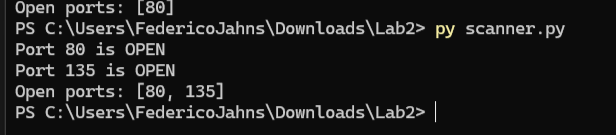 Open ports: [80]
PS C:\Users\FedericoJahns\Downloads\Lab2> py scanner.py
Port 80 is OPEN
Port 135 is OPEN
Open ports: [80, 135]
PS C:\Users\FedericoJahns\Downloads\Lab2>